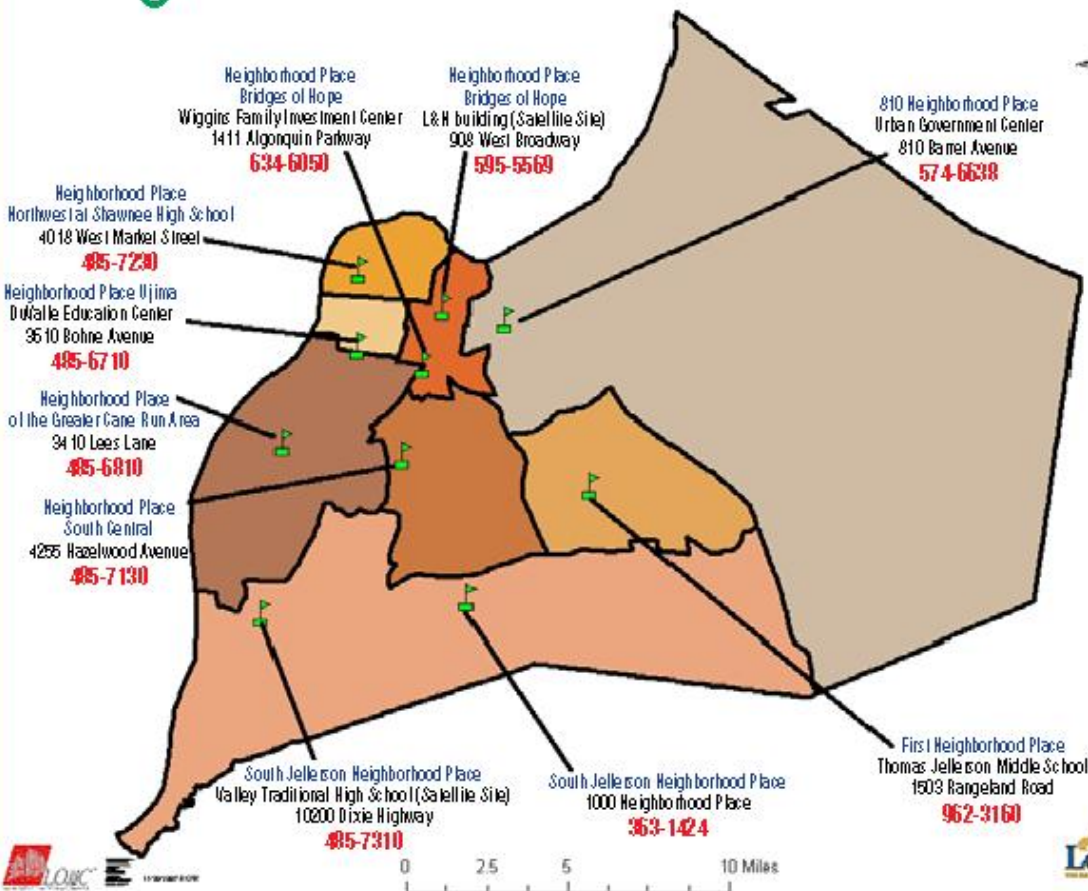 Neighborhood Place
Bridges of Hope
Wiggins Family Investment Center
1411 Algonquin Parkway
634-6050
Neighborhood Place
Bridges of Hope
L&N building (Satellite Site)
908 West Broadway
595-5569
810 Neighborhood Place
Urban Government Center
810 Barret Avenue
574-6638
Neighborhood Place
Northwest at Shawnee High School
4018 West Market Street
485-7230
Neighborhood Place Ujima
DuValle Education Center
3610 Bohne Avenue
485-6710
Neighborhood Place
of the Greater Cane Run Area
3410 Lees Lane
485-6810
Neighborhood Place
South Central
4255 Hazelwood Avenue
485-7130
South Jefferson Neighborhood Place
Valley Traditional High School (Satellite Site)
10200 Dixie Highway
485-7310
South Jefferson Neighborhood Place
1000 Neighborhood Place
363-1424
First Neighborhood Place
Thomas Jefferson Middle School
1503 Rangeland Road
962-3160
LOJIC
0 2.5 5 10 Miles